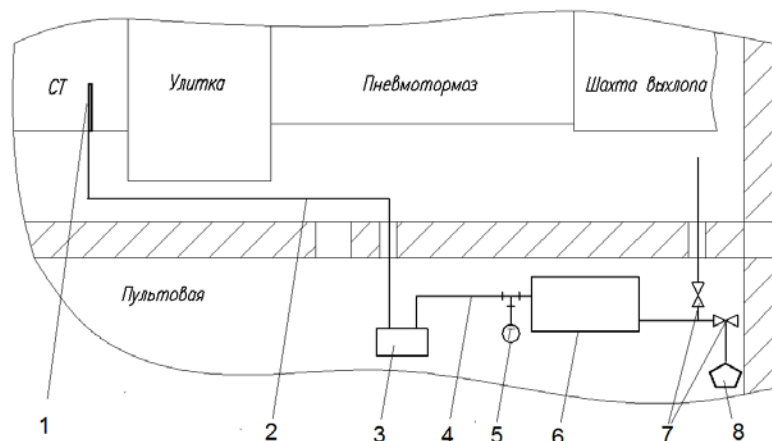 СТ
Улитка
Пневмотормоз
Шахта выхлопа
Пультовая
T
1 2 3 4 5 6 7 8